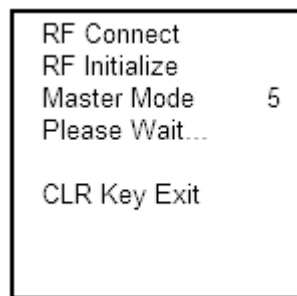 RF Connect
RF Initialize
Master Mode 5
Please Wait...
CLR Key Exit